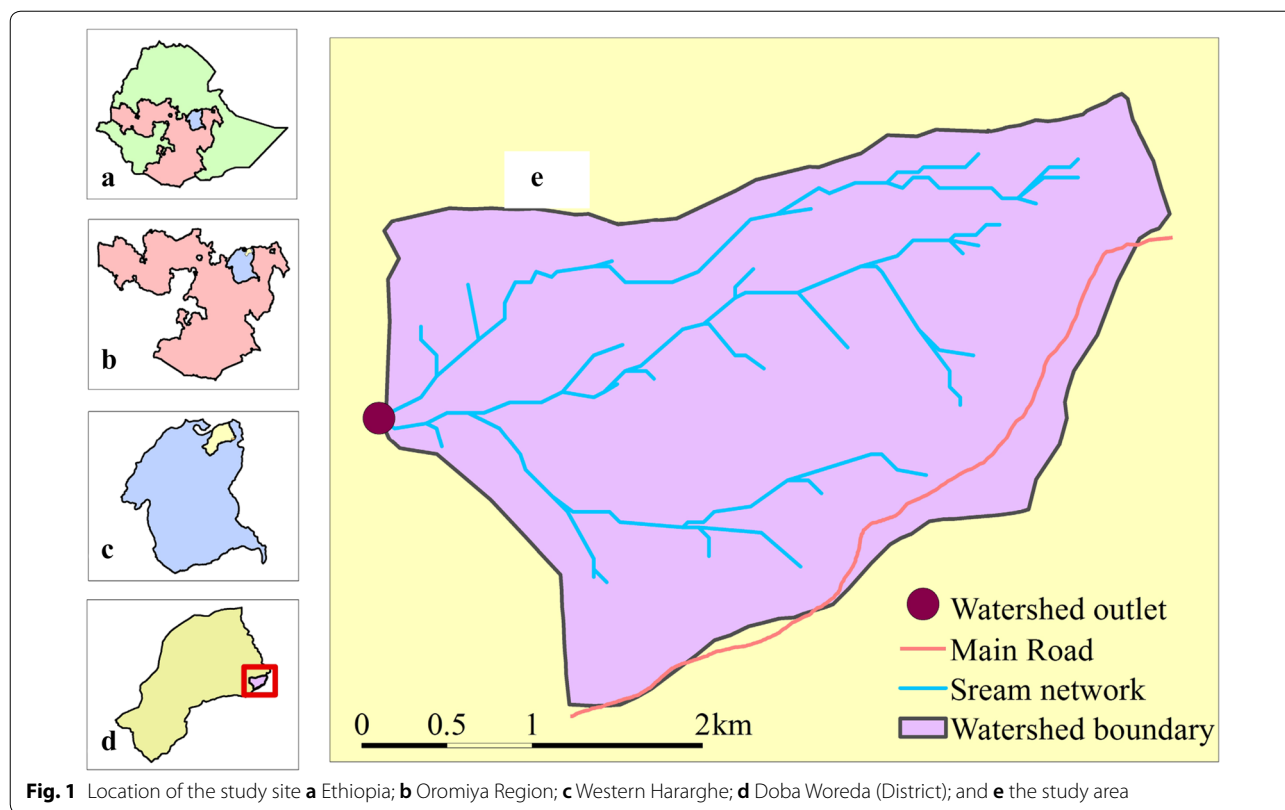 a
b
c
d
e
Watershed outlet
Main Road
Sream network
Watershed boundary
0 0.5 1 2km
Fig. 1 Location of the study site a Ethiopia; b Oromiya Region; c Western Hararghe; d Doba Woreda (District); and e the study area